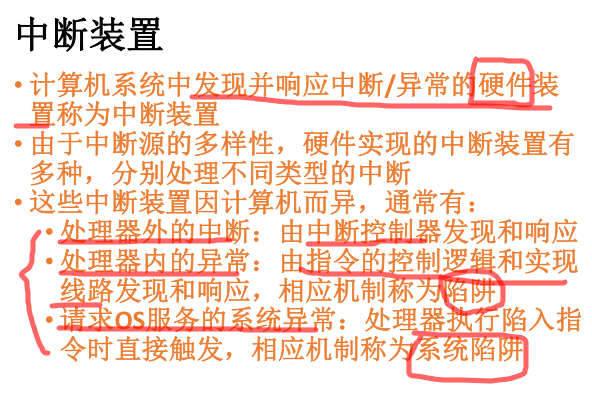 中断装置
• 计算机系统中发现并响应中断/异常的硬件装
置称为中断装置
• 由于中断源的多样性，硬件实现的中断装置有
多种，分别处理不同类型的中断
• 这些中断装置因计算机而异，通常有：
• 处理器外的中断：由中断控制器发现和响应
• 处理器内的异常：由指令的控制逻辑和实现
线路发现和响应，相应机制称为陷阱
• 请求OS服务的系统异常：处理器执行陷入指
令时直接触发，相应机制称为系统陷阱